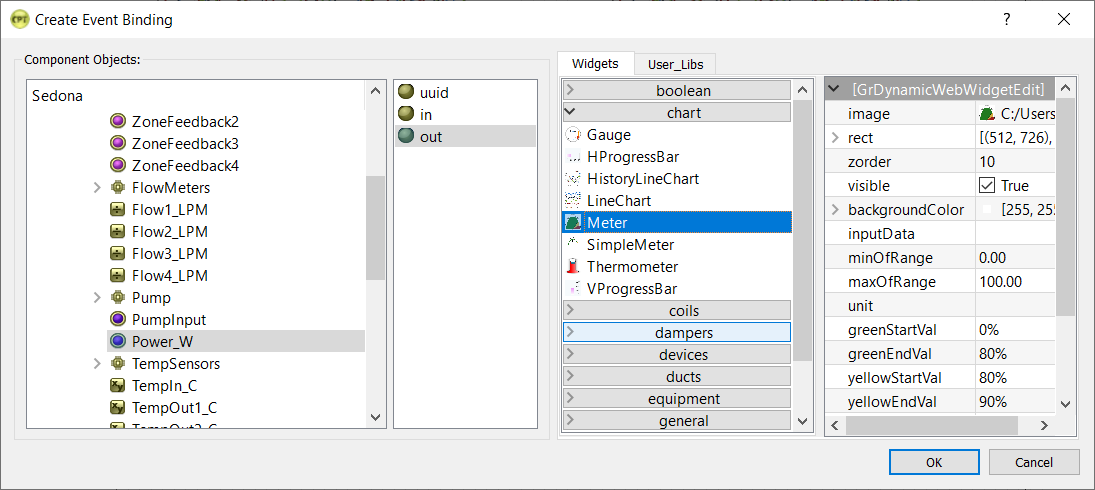 CPT
Create Event Binding
?
Component Objects:
Sedona
ZoneFeedback2
ZoneFeedback3
ZoneFeedback4
FlowMeters
Flow1_LPM
Flow2_LPM
Flow3_LPM
Flow4_LPM
Pump
PumpInput
Power_W
TempSensors
TempIn_C
TempOut1_C
TempOut2_C
uuid
in
out
Widgets
User_Libs
boolean
chart
Gauge
HProgressBar
HistoryLineChart
LineChart
Meter
SimpleMeter
Thermometer
VProgressBar
coils
dampers
devices
ducts
equipment
general
[GrDynamicWebWidgetEdit]
image C:/Users
rect [(512, 726),
zorder 10
visible True
backgroundColor [255, 255
inputData
minOfRange 0.00
maxOfRange 100.00
unit
greenStartVal 0%
greenEndVal 80%
yellowStartVal 80%
yellowEndVal 90%
OK
Cancel